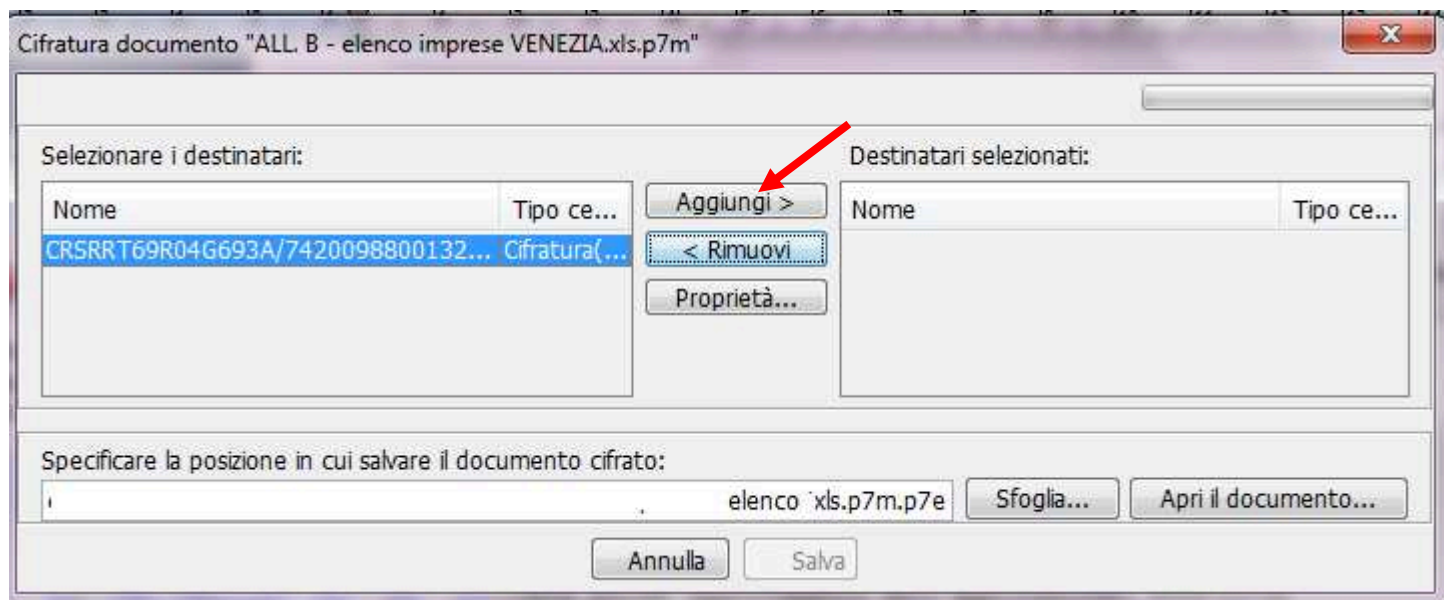 Cifratura documento "ALL. B - elenco imprese VENEZIA.xls.p7m"
Selezionare i destinatari:
Destinatari selezionati:
Nome Tipo ce...
Aggiungi >
Nome Tipo ce...
CRSRRT69R04G693A/7420098800132... Cifratura(...
< Rimuovi
Proprietà...
Specificare la posizione in cui salvare il documento cifrato:
elenco xls.p7m.p7e
Sfoglia...
Apri il documento...
Annulla
Salva